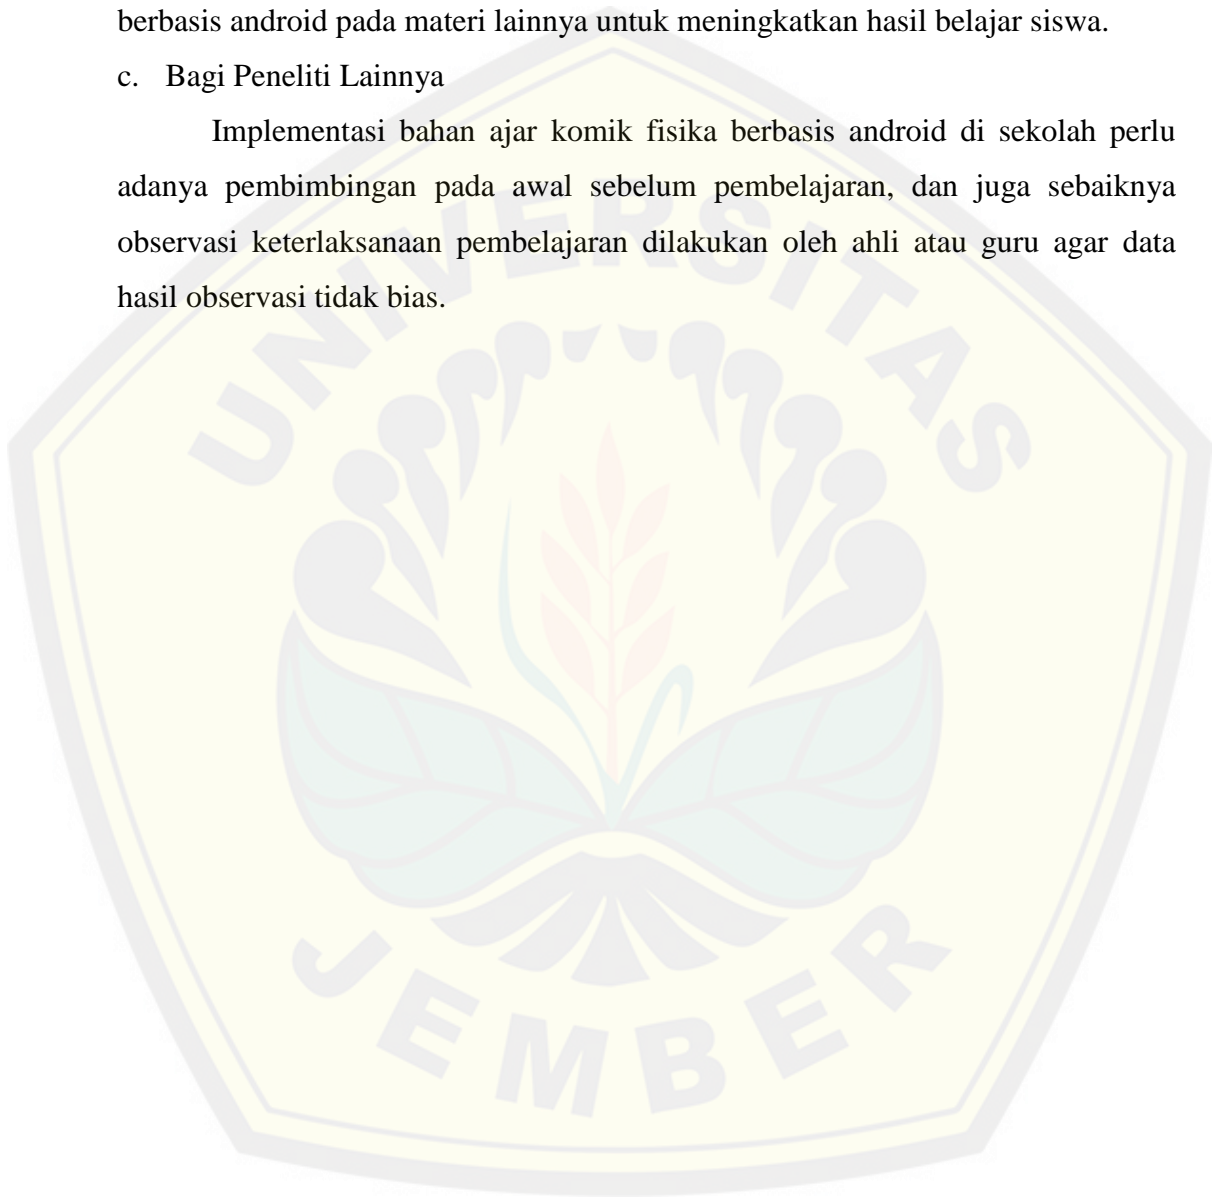 berbasis android pada materi lainnya untuk meningkatkan hasil belajar siswa.
c. Bagi Peneliti Lainnya
Implementasi bahan ajar komik fisika berbasis android di sekolah perlu
adanya pembimbingan pada awal sebelum pembelajaran, dan juga sebaiknya
observasi keterlaksanaan pembelajaran dilakukan oleh ahli atau guru agar data
hasil observasi tidak bias.
UNIVERSITAS
JEMBER